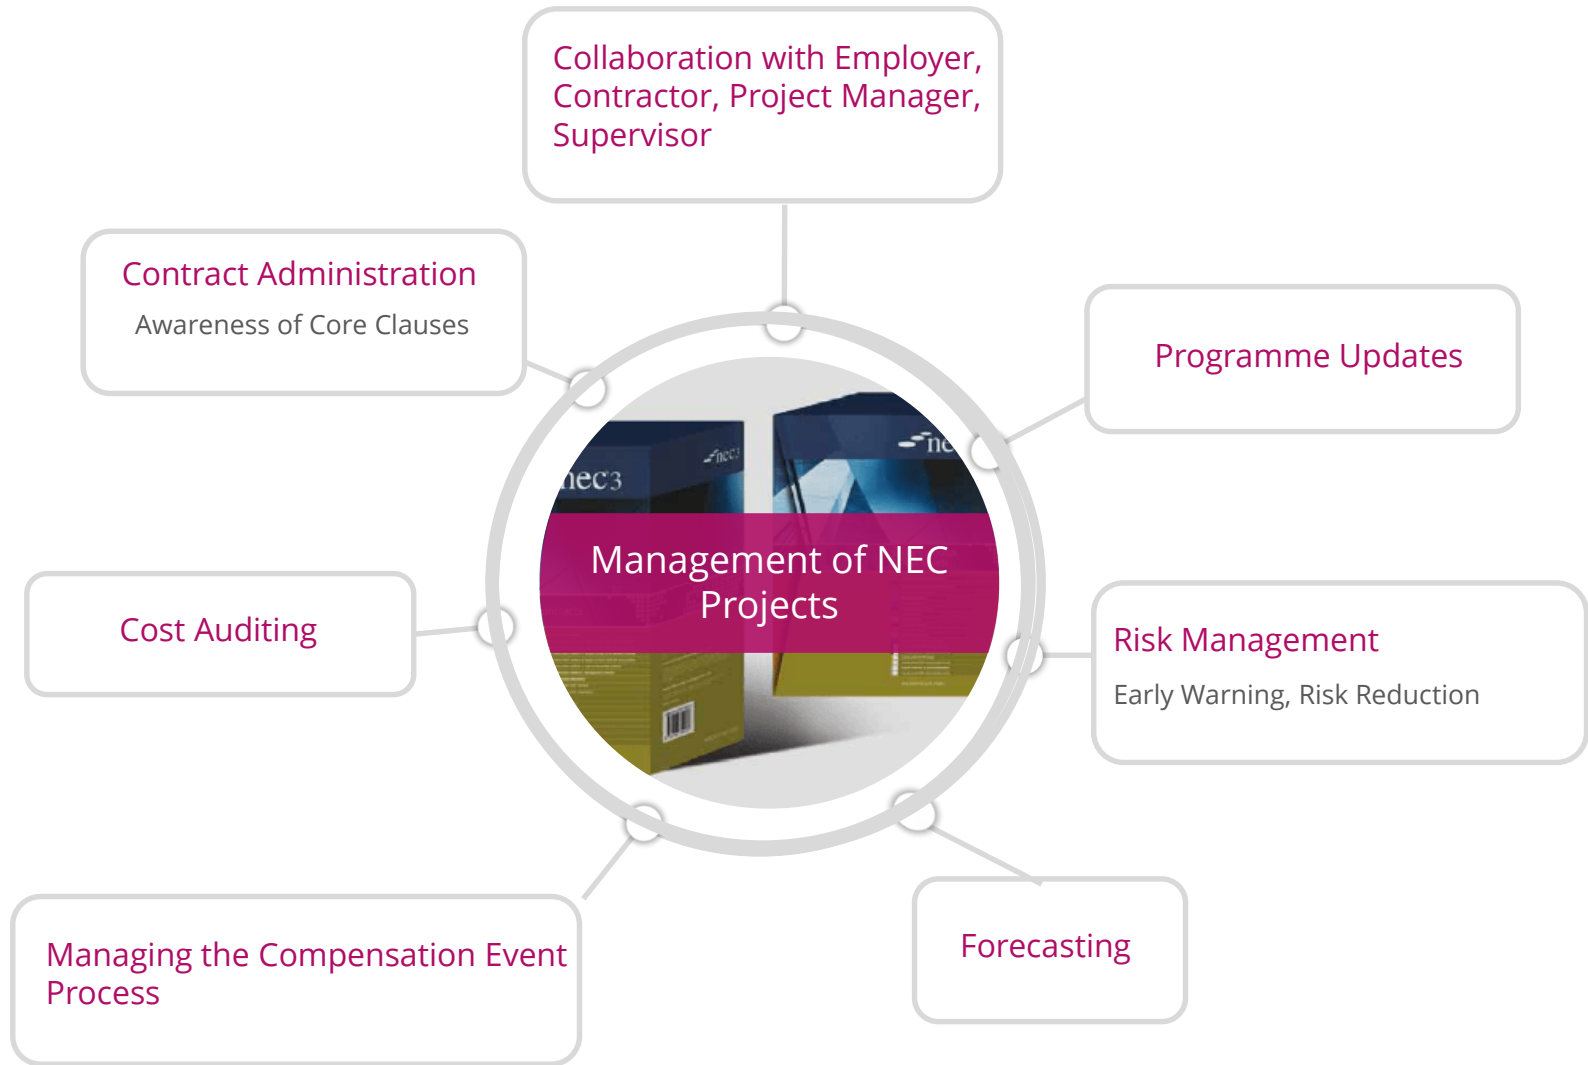 Collaboration with Employer,
Contractor, Project Manager,
Supervisor
Contract Administration
Awareness of Core Clauses
Programme Updates
nec3
nec3
Management of NEC
Projects
Cost Auditing
Risk Management
Early Warning, Risk Reduction
Managing the Compensation Event
Process
Forecasting